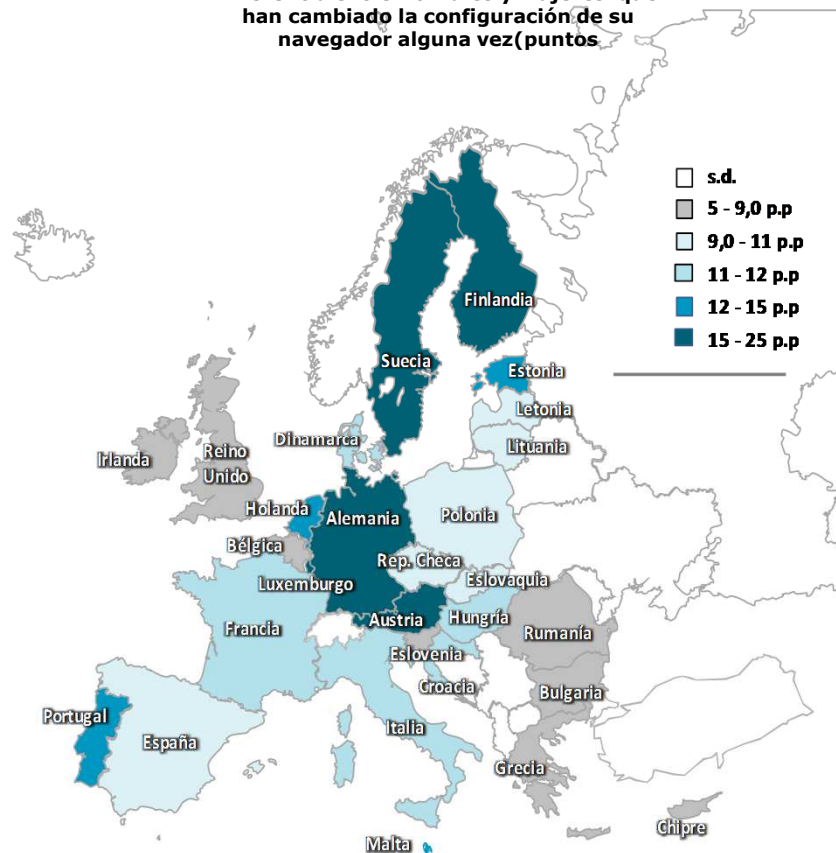 han cambiado la configuración de su
navegador alguna vez(puntos
s.d.
5 - 9,0 p.p
9,0 - 11 p.p
11 - 12 p.p
12 - 15 p.p
15 - 25 p.p
Finlandia
Suecia
Estonia
Letonia
Dinamarca
Lituania
Irlanda
Reino
Unido
Holanda
Alemania
Polonia
Bélgica
Rep. Checa
Luxemburgo
Eslovaquia
Austria
Hungría
Francia
Rumanía
Eslovenia
Croacia
Bulgaria
Portugal
España
Italia
Grecia
Chipre
Malta